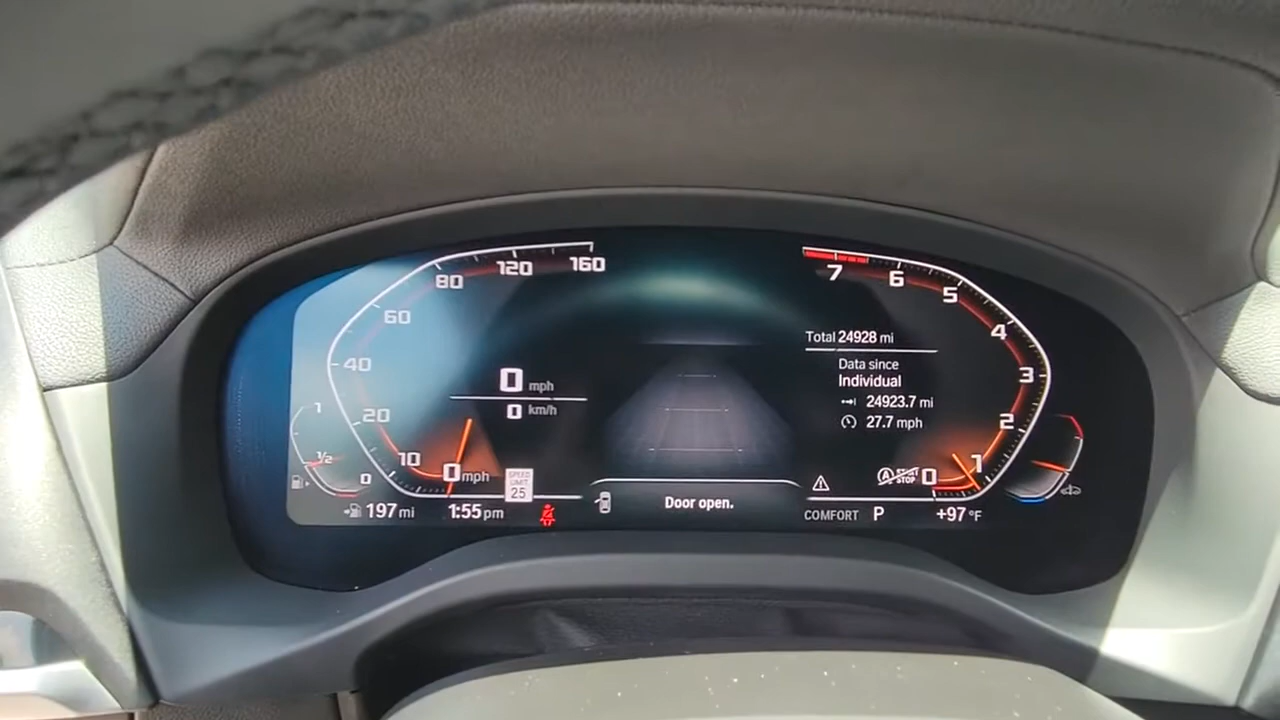 160
120
80
60
40
20
10
0 mph
0 mph
0 km/h
1
½
0
197 mi
1:55 pm
SPEED
LIMIT
25
Door open.
Total 24928 mi
Data since
Individual
24923.7 mi
27.7 mph
7
6
5
4
3
2
1
0
A START
STOP
COMFORT P +97 °F